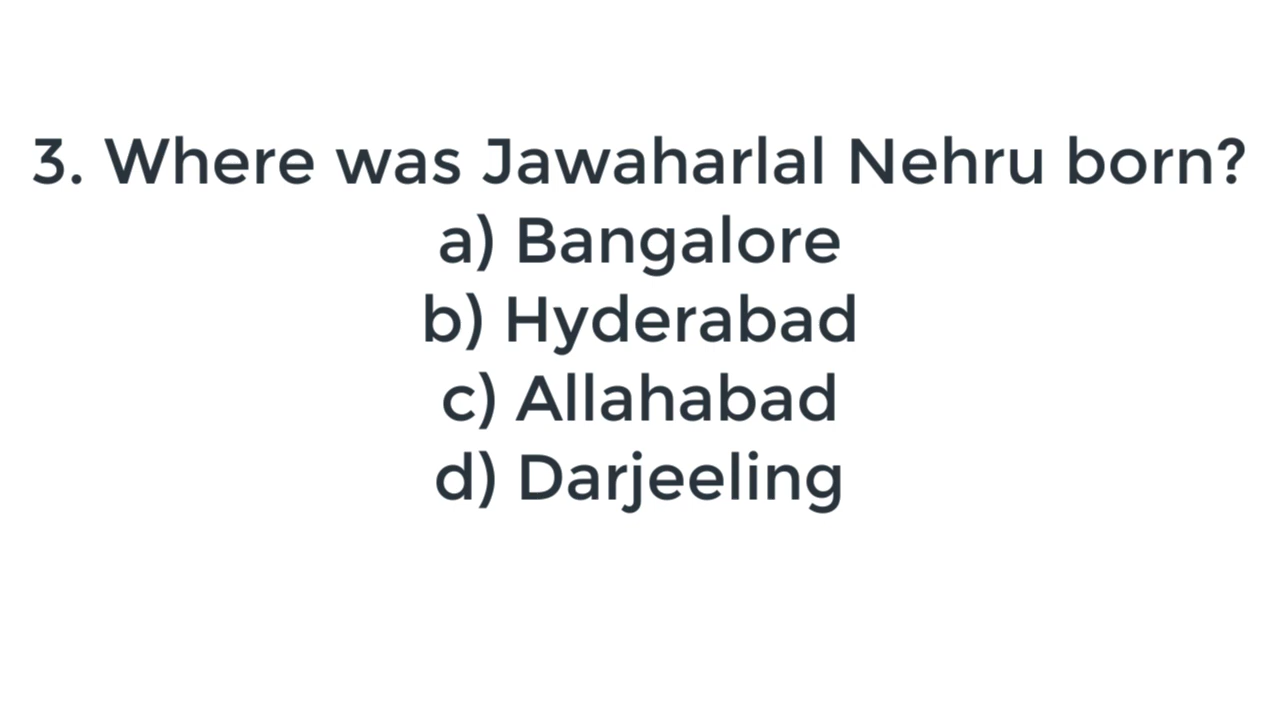 3. Where was Jawaharlal Nehru born?
a) Bangalore
b) Hyderabad
c) Allahabad
d) Darjeeling